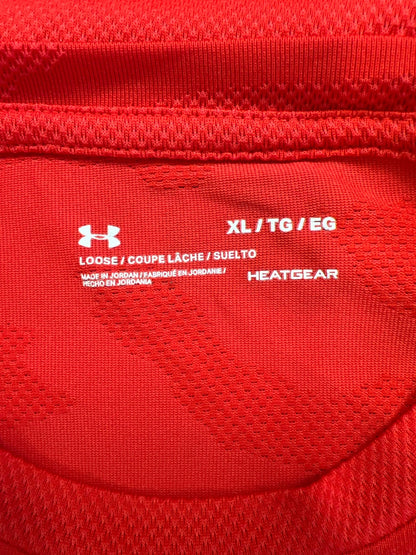 XL / TG / EG
LOOSE / COUPE LÂCHE / SUELTO
MADE IN JORDAN / FABRIQUÉ EN JORDANIE /
HECHO EN JORDANIA
HEATGEAR